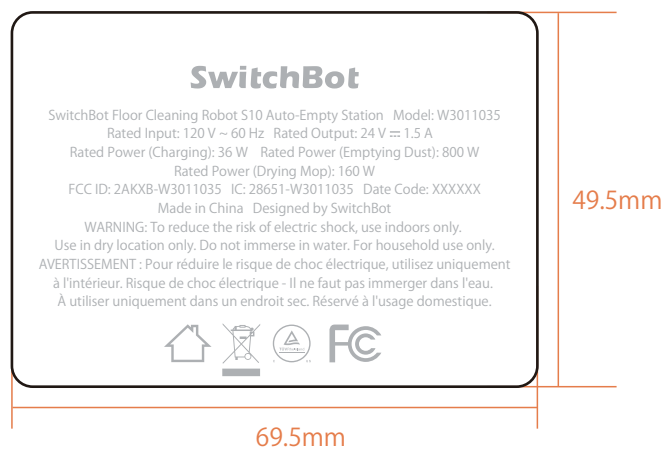 SwitchBot
SwitchBot Floor Cleaning Robot S10 Auto-Empty Station Model: W3011035
Rated Input: 120 V ~ 60 Hz Rated Output: 24 V ⎓ 1.5 A
Rated Power (Charging): 36 W Rated Power (Emptying Dust): 800 W
Rated Power (Drying Mop): 160 W
FCC ID: 2AKXB-W3011035 IC: 28651-W3011035 Date Code: XXXXXX
Made in China Designed by SwitchBot
WARNING: To reduce the risk of electric shock, use indoors only.
Use in dry location only. Do not immerse in water. For household use only.
AVERTISSEMENT : Pour réduire le risque de choc électrique, utilisez uniquement
à l'intérieur. Risque de choc électrique - Il ne faut pas immerger dans l'eau.
À utiliser uniquement dans un endroit sec. Réservé à l'usage domestique.
FC
49.5mm
69.5mm